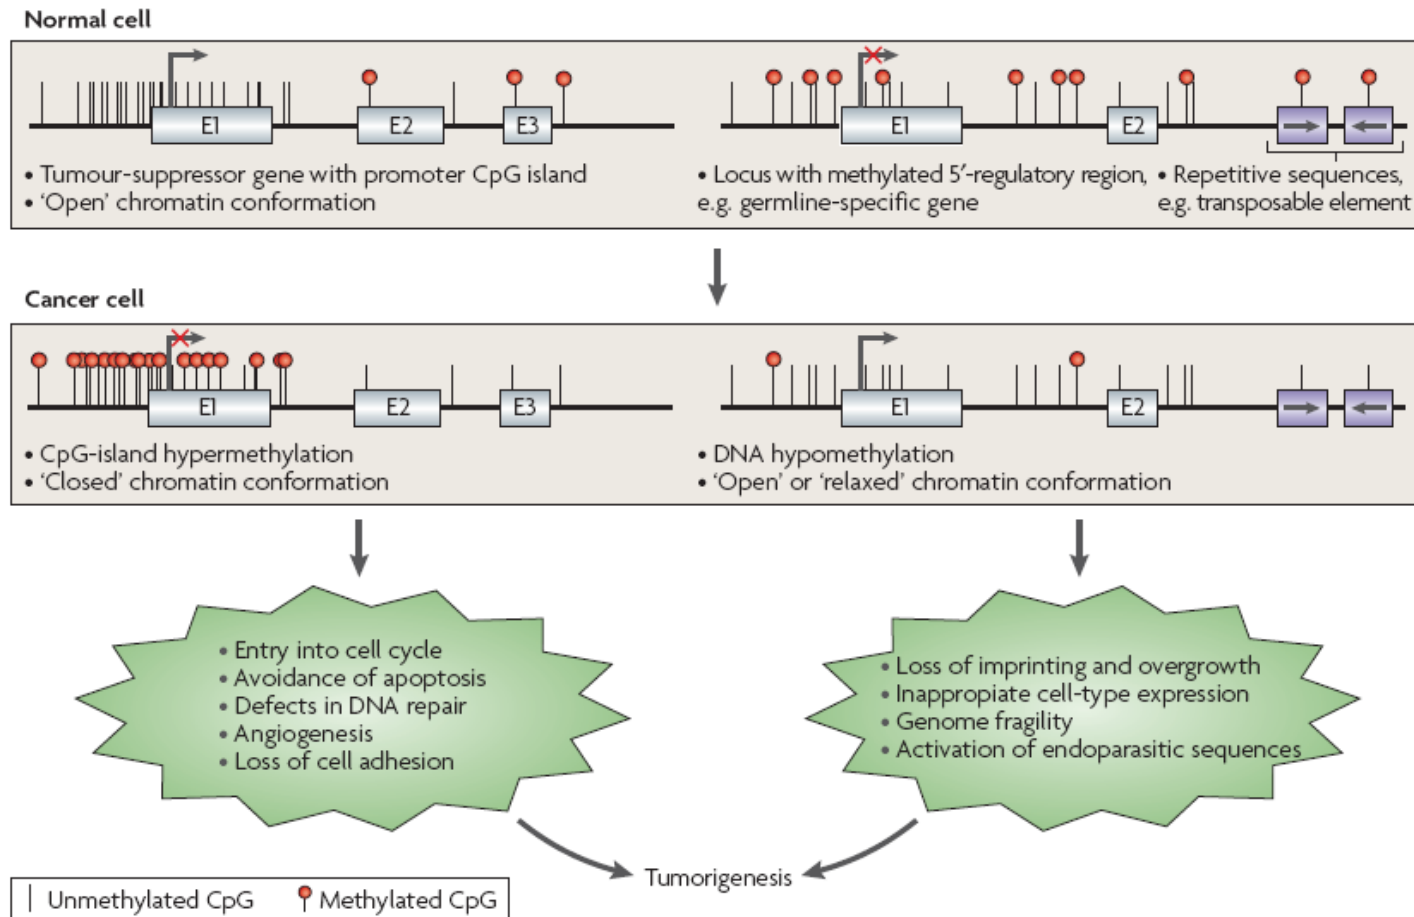 Normal cell
E1
E2
E3
E1
E2
• Tumour-suppressor gene with promoter CpG island
• 'Open' chromatin conformation
• Locus with methylated 5′-regulatory region,
e.g. germline-specific gene
• Repetitive sequences,
e.g. transposable element
Cancer cell
E1
E2
E3
E1
E2
• CpG-island hypermethylation
• 'Closed' chromatin conformation
• DNA hypomethylation
• 'Open' or 'relaxed' chromatin conformation
• Entry into cell cycle
• Avoidance of apoptosis
• Defects in DNA repair
• Angiogenesis
• Loss of cell adhesion
• Loss of imprinting and overgrowth
• Inappropiate cell-type expression
• Genome fragility
• Activation of endoparasitic sequences
Tumorigenesis
Unmethylated CpG
Methylated CpG